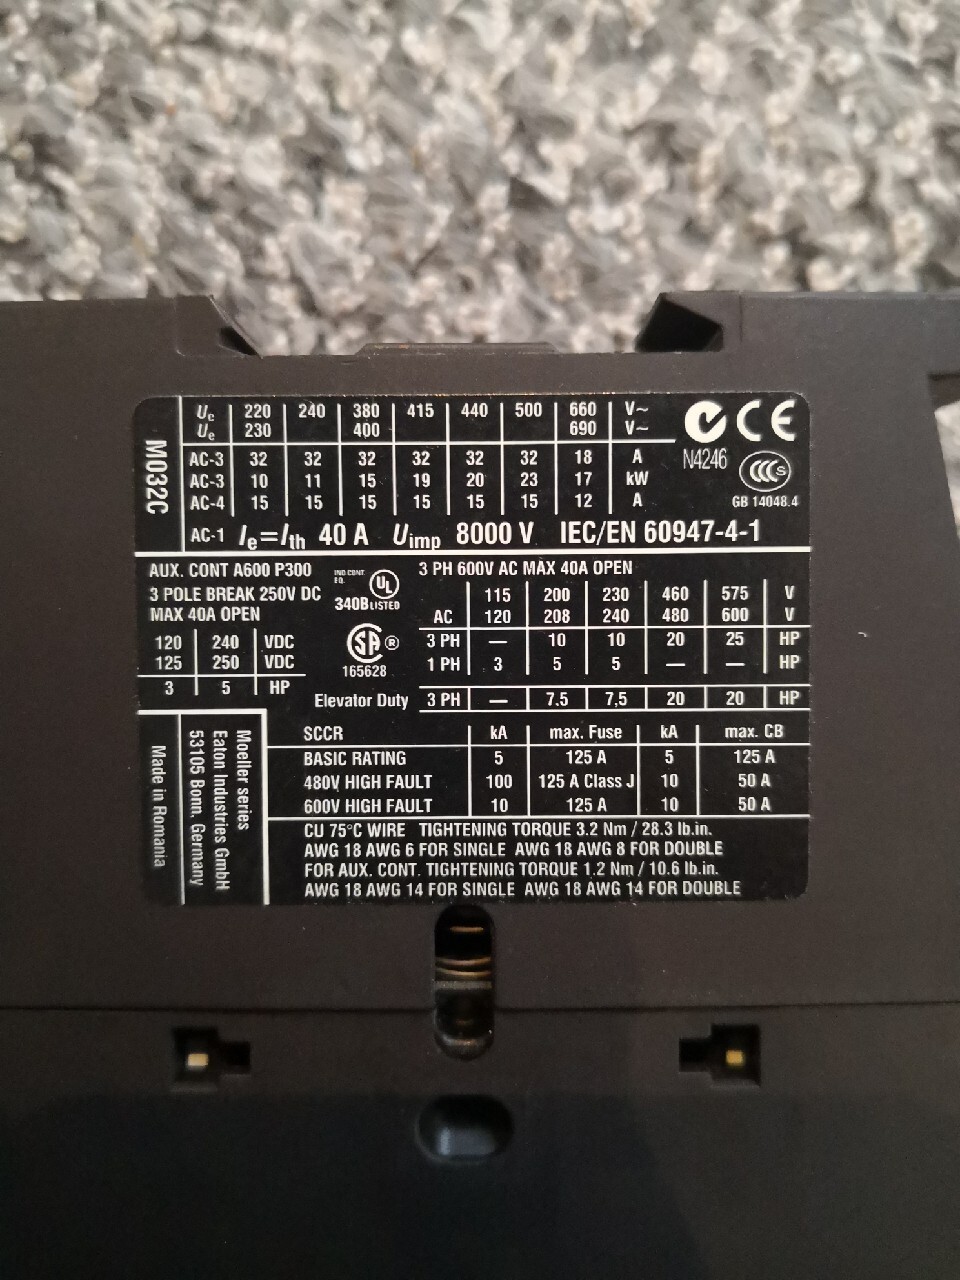 M032C
Uc 220 240 380 415 440 500 660 V~
Ue 230 400 690 V~
AC-3 32 32 32 32 32 32 18 A
AC-3 10 11 15 19 20 23 17 kW
AC-4 15 15 15 15 15 15 12 A
AC-1 Ie=Ith 40 A Uimp 8000 V IEC/EN 60947-4-1
CE
N4246
CCC S
GB 14048.4
AUX. CONT A600 P300
3 POLE BREAK 250V DC
MAX 40A OPEN
120 240 VDC
125 250 VDC
3 5 HP
IND.CONT.
EQ.
UL
340B LISTED
SA ®
165628
3 PH 600V AC MAX 40A OPEN
115 200 230 460 575 V
AC 120 208 240 480 600 V
3 PH — 10 10 20 25 HP
1 PH 3 5 5 — — HP
Elevator Duty 3 PH — 7.5 7,5 20 20 HP
SCCR kA max. Fuse kA max. CB
BASIC RATING 5 125 A 5 125 A
480V HIGH FAULT 100 125 A Class J 10 50 A
600V HIGH FAULT 10 125 A 10 50 A
CU 75°C WIRE TIGHTENING TORQUE 3.2 Nm / 28.3 lb.in.
AWG 18 AWG 6 FOR SINGLE AWG 18 AWG 8 FOR DOUBLE
FOR AUX. CONT. TIGHTENING TORQUE 1.2 Nm / 10.6 lb.in.
AWG 18 AWG 14 FOR SINGLE AWG 18 AWG 14 FOR DOUBLE
Moeller series
Eaton Industries GmbH
53105 Bonn, Germany
Made in Romania